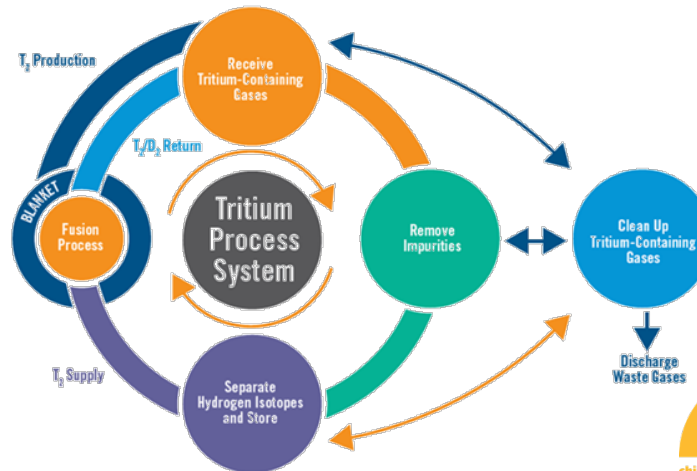 T2 Production
Receive
Tritium-Containing
Gases
T2/D2 Return
BLANKET
Fusion
Process
Tritium
Process
System
Remove
Impurities
Clean Up
Tritium-Containing
Gases
T2 Supply
Separate
Hydrogen Isotopes
and Store
Discharge
Waste Gases